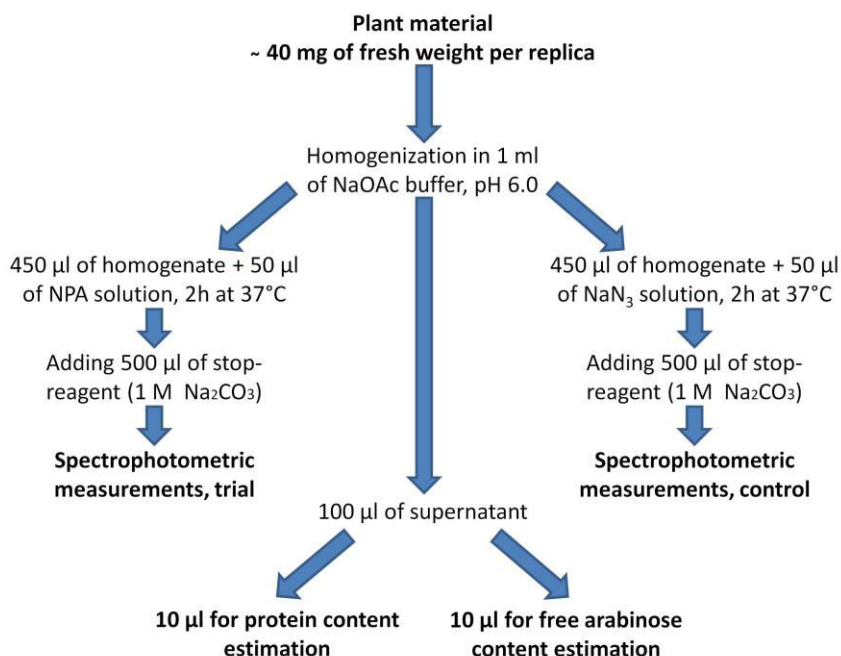 Plant material
~ 40 mg of fresh weight per replica
Homogenization in 1 ml
of NaOAc buffer, pH 6.0
450 µl of homogenate + 50 µl
of NPA solution, 2h at 37°C
Adding 500 µl of stop-
reagent (1 M Na₂CO₃)
Spectrophotometric
measurements, trial
450 µl of homogenate + 50 µl
of NaN₃ solution, 2h at 37°C
Adding 500 µl of stop-
reagent (1 M Na₂CO₃)
Spectrophotometric
measurements, control
100 µl of supernatant
10 µl for protein content
estimation
10 µl for free arabinose
content estimation